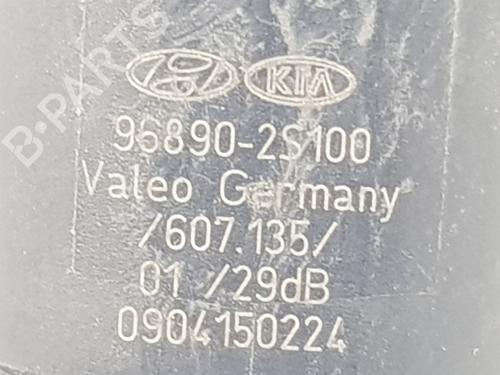 KIA
96890-2S100
Valeo Germany
/607.135/
01 /29dB
0904150224
B-PARTS